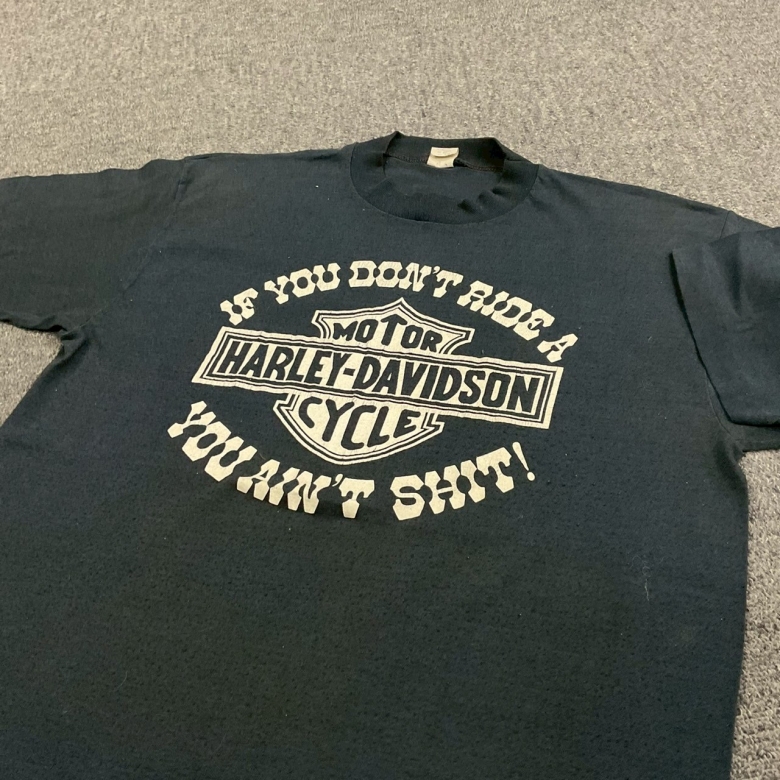 IF YOU DON'T RIDE A
MOTOR
HARLEY-DAVIDSON
CYCLE
YOU AIN'T SHIT!